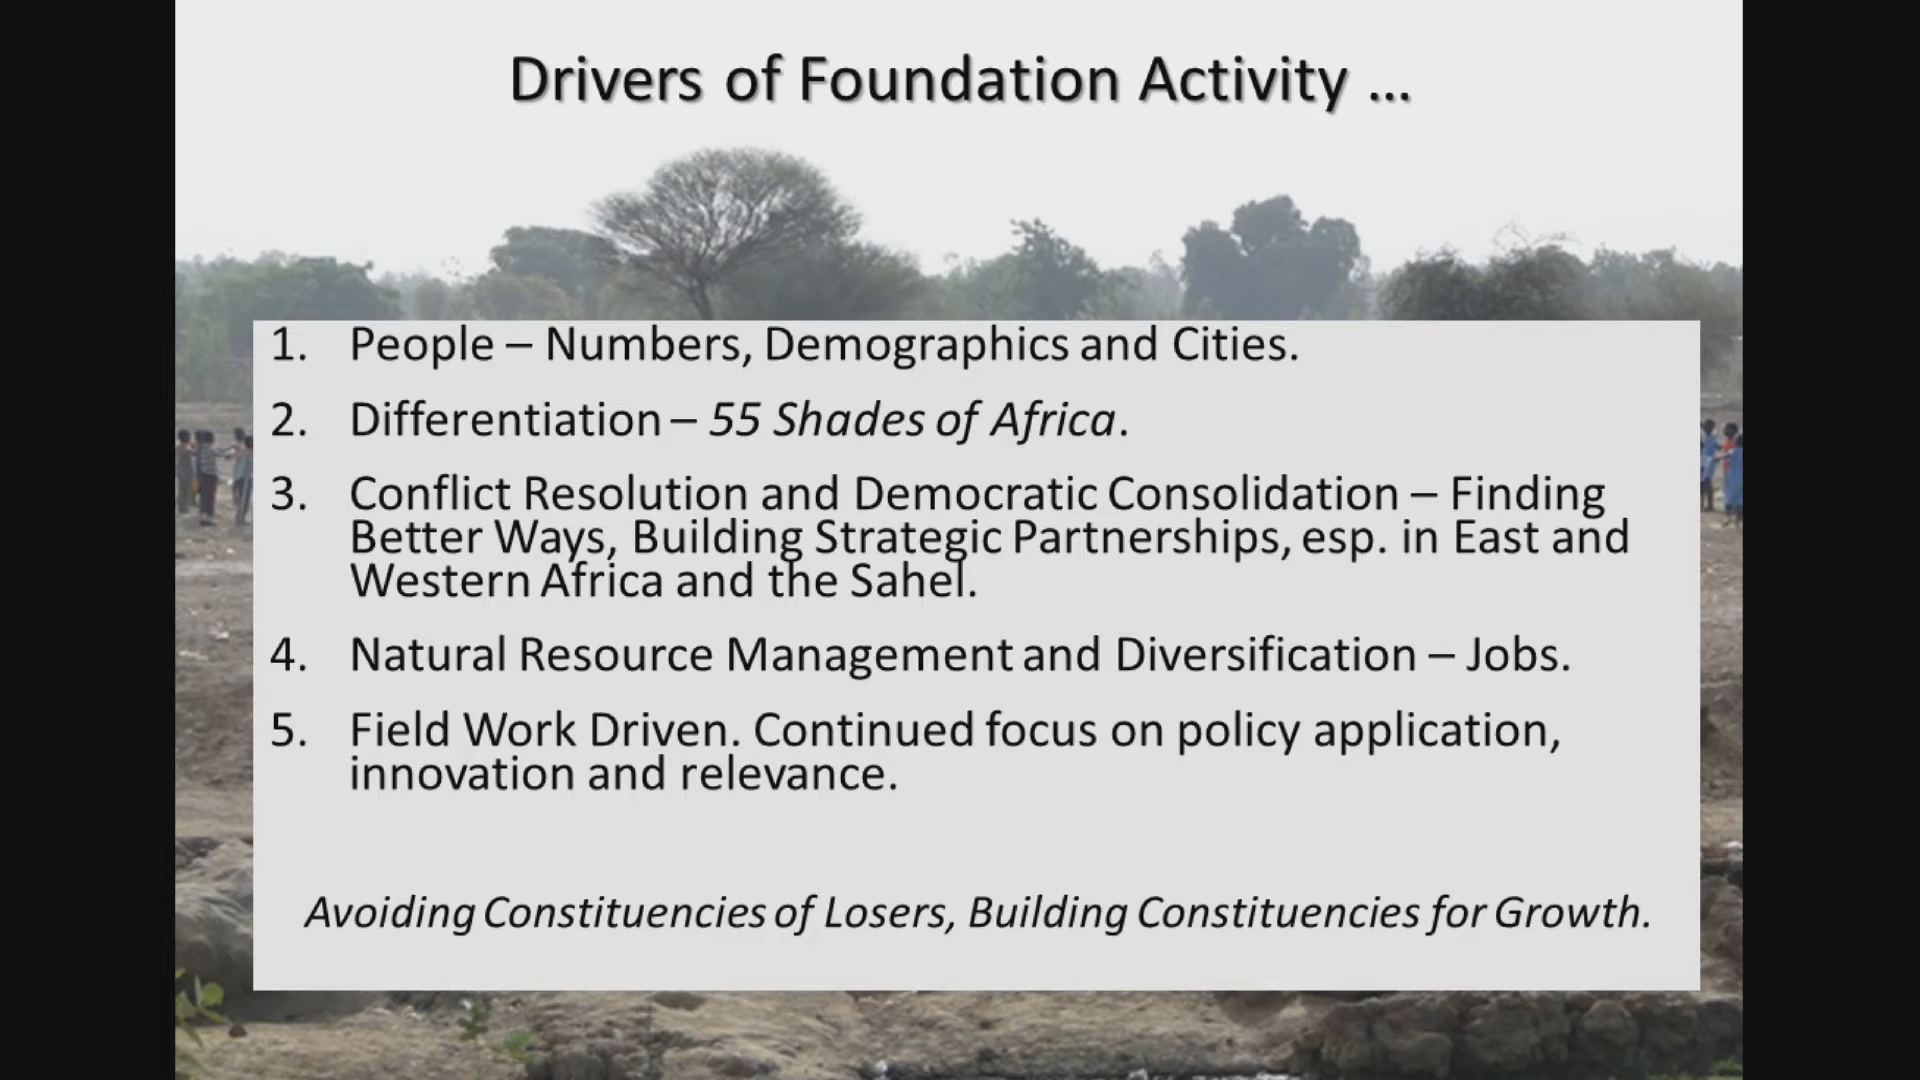 Drivers of Foundation Activity ...
1. People – Numbers, Demographics and Cities.
2. Differentiation – 55 Shades of Africa.
3. Conflict Resolution and Democratic Consolidation – Finding
Better Ways, Building Strategic Partnerships, esp. in East and
Western Africa and the Sahel.
4. Natural Resource Management and Diversification – Jobs.
5. Field Work Driven. Continued focus on policy application,
innovation and relevance.
Avoiding Constituencies of Losers, Building Constituencies for Growth.